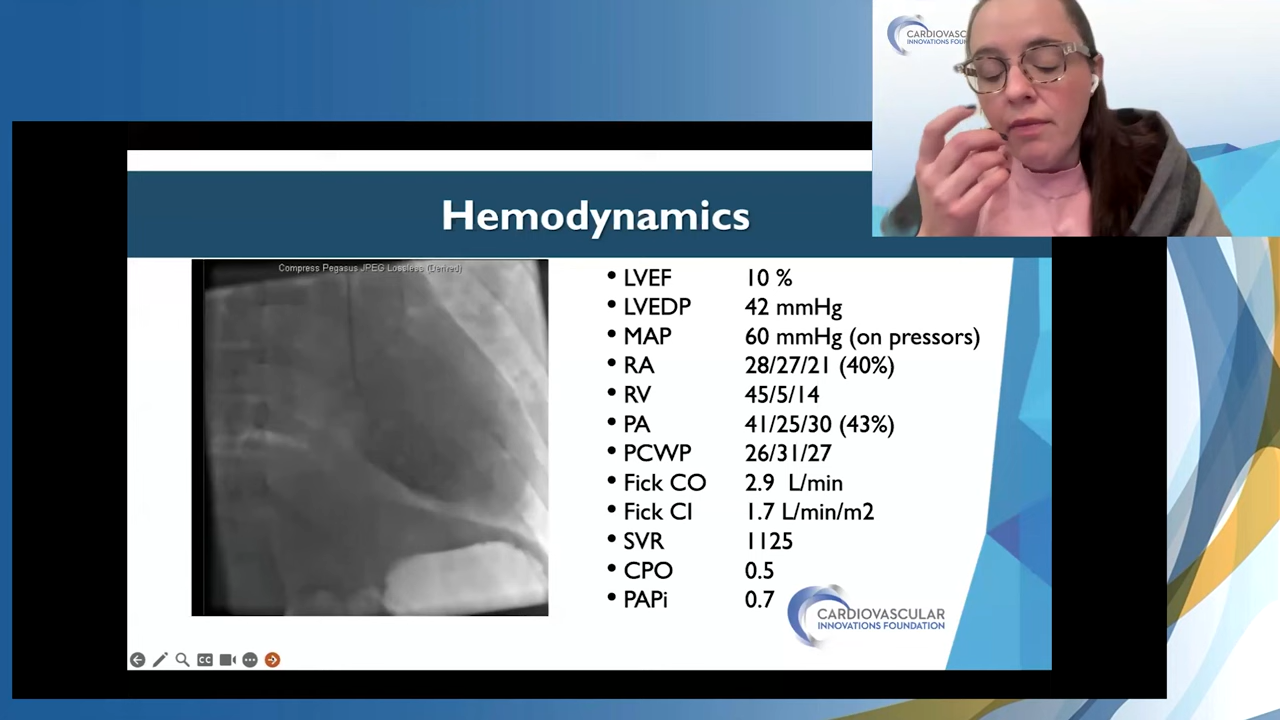 CARDIOVASC
INNOVATIONS FOU
Hemodynamics
Compress Pegasus JPEG Lossless (Derived)
• LVEF 10 %
• LVEDP 42 mmHg
• MAP 60 mmHg (on pressors)
• RA 28/27/21 (40%)
• RV 45/5/14
• PA 41/25/30 (43%)
• PCWP 26/31/27
• Fick CO 2.9 L/min
• Fick CI 1.7 L/min/m2
• SVR 1125
• CPO 0.5
• PAPi 0.7
CARDIOVASCULAR
INNOVATIONS FOUNDATION
CC